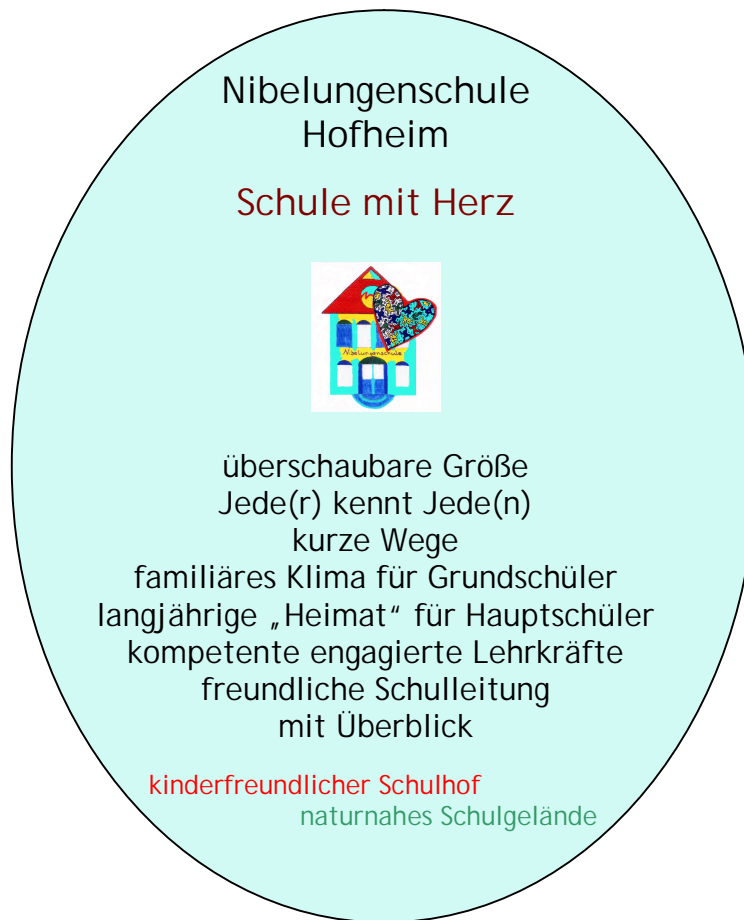 Nibelungenschule
Hofheim
Schule mit Herz
Nibelungenschule
überschaubare Größe
Jede(r) kennt Jede(n)
kurze Wege
familiäres Klima für Grundschüler
langjährige „Heimat“ für Hauptschüler
kompetente engagierte Lehrkräfte
freundliche Schulleitung
mit Überblick
kinderfreundlicher Schulhof
naturnahes Schulgelände